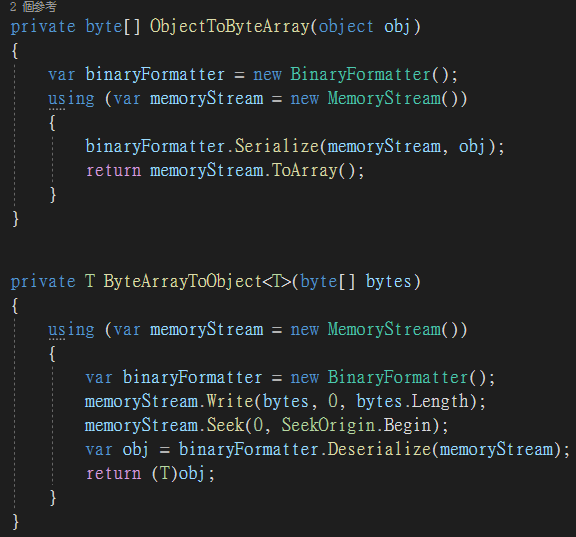 2 個參考
private byte[] ObjectToByteArray(object obj)
{
    var binaryFormatter = new BinaryFormatter();
    using (var memoryStream = new MemoryStream())
    {
        binaryFormatter.Serialize(memoryStream, obj);
        return memoryStream.ToArray();
    }
}
private T ByteArrayToObject<T>(byte[] bytes)
{
    using (var memoryStream = new MemoryStream())
    {
        var binaryFormatter = new BinaryFormatter();
        memoryStream.Write(bytes, 0, bytes.Length);
        memoryStream.Seek(0, SeekOrigin.Begin);
        var obj = binaryFormatter.Deserialize(memoryStream);
        return (T)obj;
    }
}